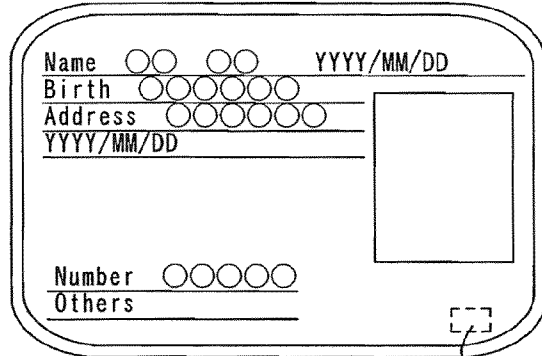 Name ○○ ○○ YYYY/MM/DD
Birth ○○○○○○
Address ○○○○○○
YYYY/MM/DD
Number ○○○○○
Others